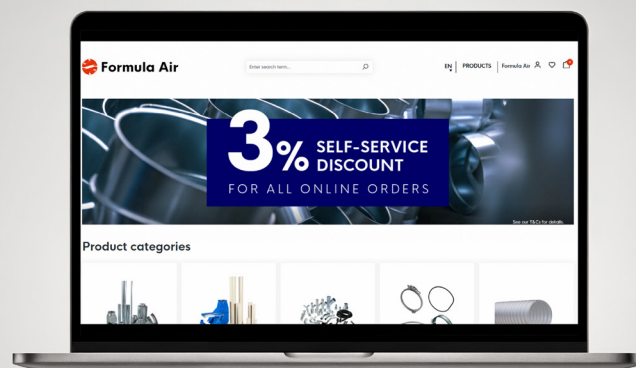 Formula Air
Enter search term...
EN
PRODUCTS
Formula Air
3% SELF-SERVICE
DISCOUNT
FOR ALL ONLINE ORDERS
See our T&Cs for details.
Product categories